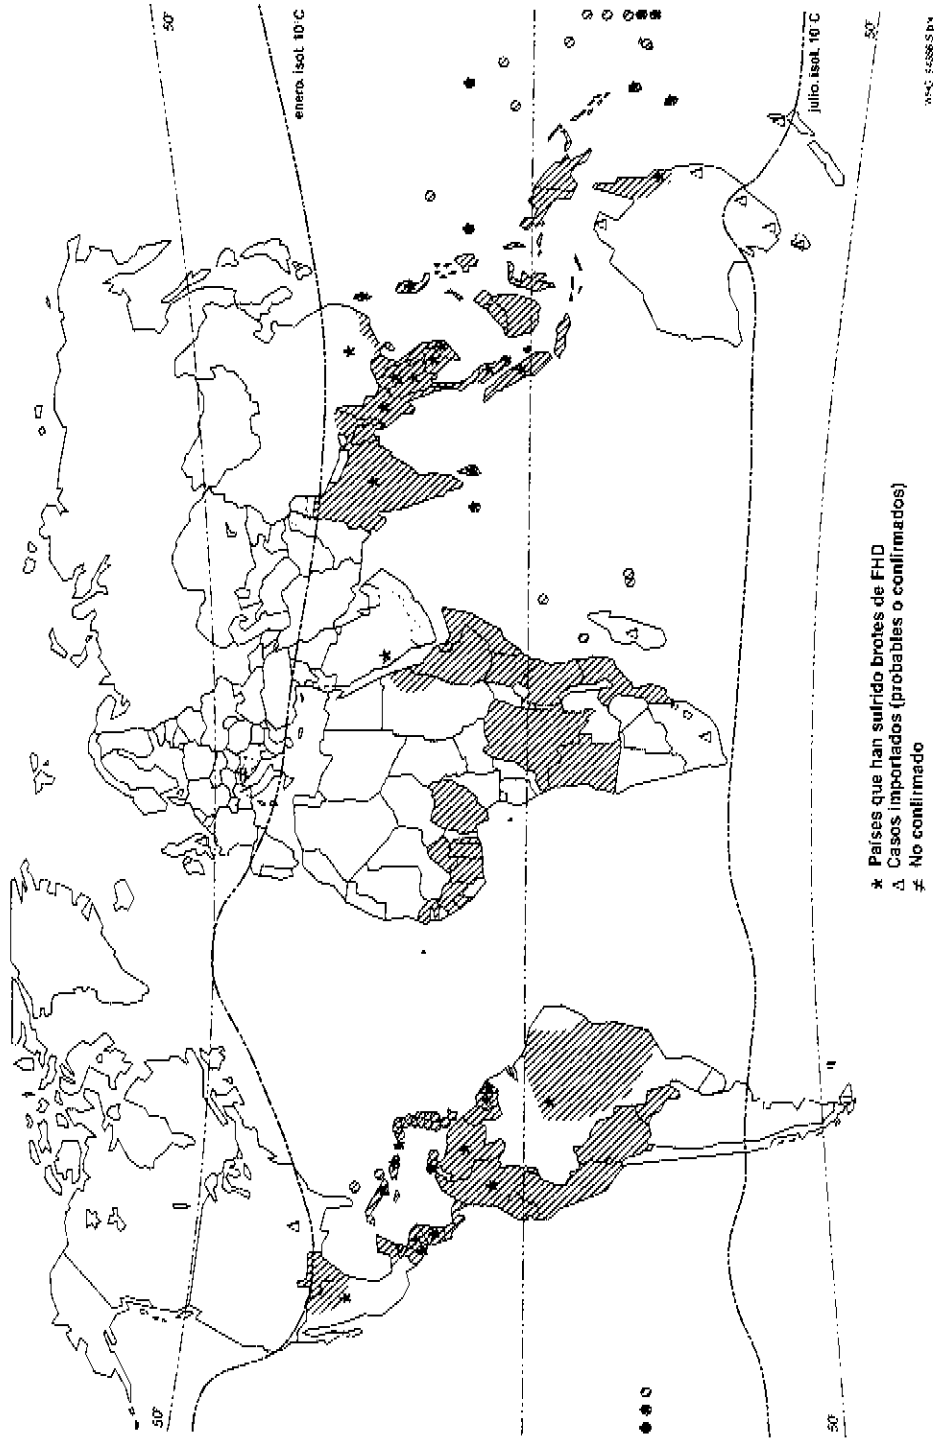 50°
50°
enero. isot. 10°C
julio. isot. 10°C
50°
50°
* Países que han sufrido brotes de FHD
△ Casos importados (probables o confirmados)
≠ No confirmado